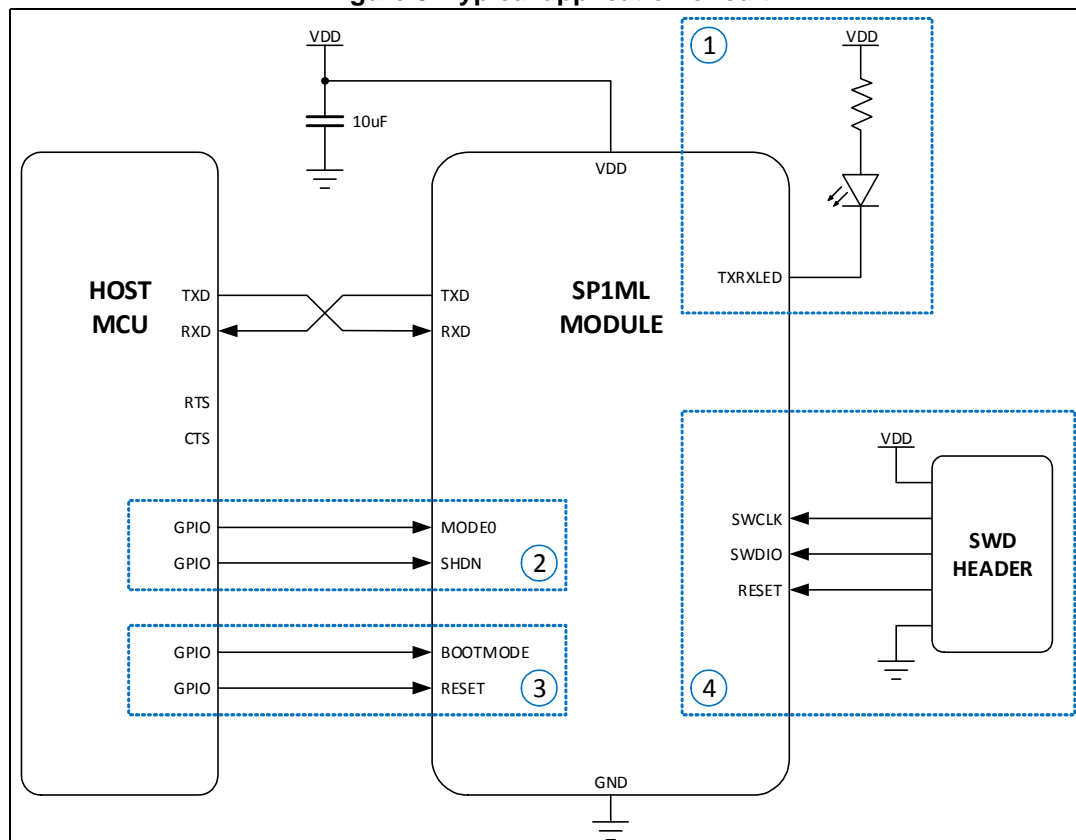 VDD
1
VDD
10uF
VDD
TXRXLED
HOST
MCU
TXD
RXD
RTS
CTS
TXD
RXD
SP1ML
MODULE
GPIO
MODE0
GPIO
SHDN
2
GPIO
BOOTMODE
GPIO
RESET
3
VDD
SWCLK
SWDIO
RESET
SWD
HEADER
4
GND